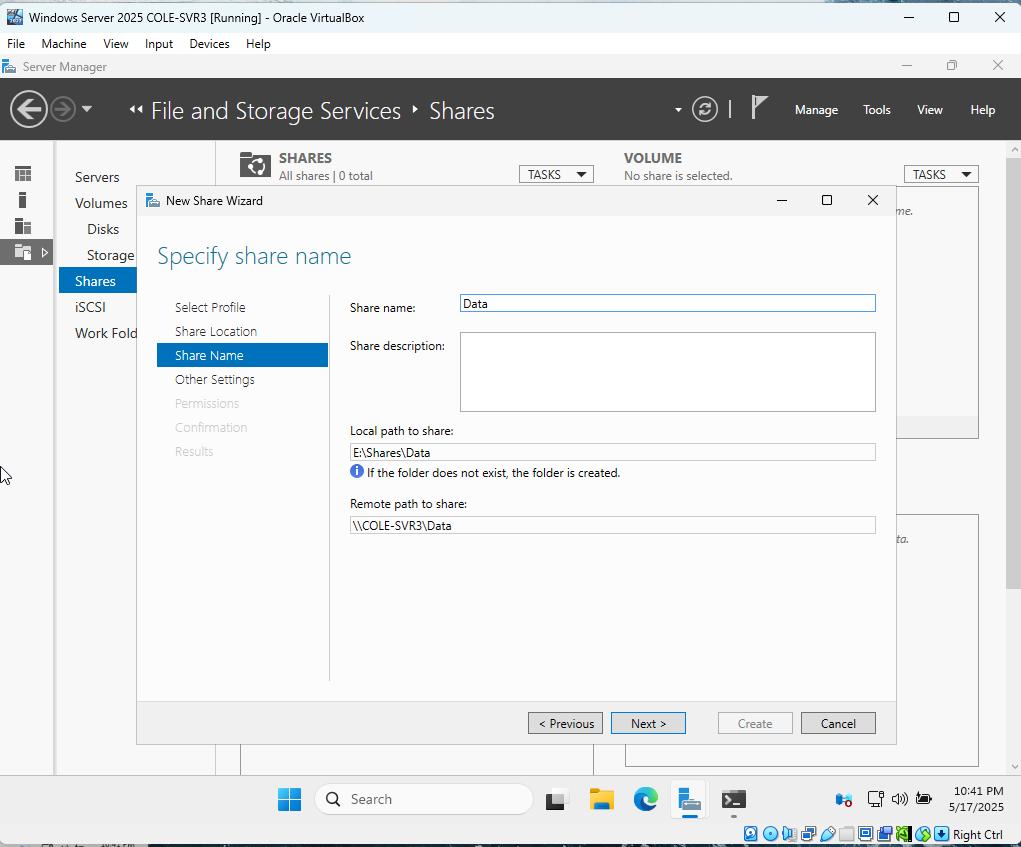 Windows Server 2025 COLE-SVR3 [Running] - Oracle VirtualBox
File Machine View Input Devices Help
Server Manager
File and Storage Services Shares
Manage Tools View Help
Servers
Volumes
Disks
Storage
Shares
iSCSI
Work Fold
SHARES
All shares | 0 total
TASKS
VOLUME
No share is selected.
TASKS
me.
ta.
New Share Wizard
Specify share name
Select Profile
Share Location
Share Name
Other Settings
Permissions
Confirmation
Results
Share name:
Data
Share description:
Local path to share:
E:\Shares\Data
If the folder does not exist, the folder is created.
Remote path to share:
\\COLE-SVR3\Data
< Previous
Next >
Create
Cancel
Search
10:41 PM
5/17/2025
Right Ctrl